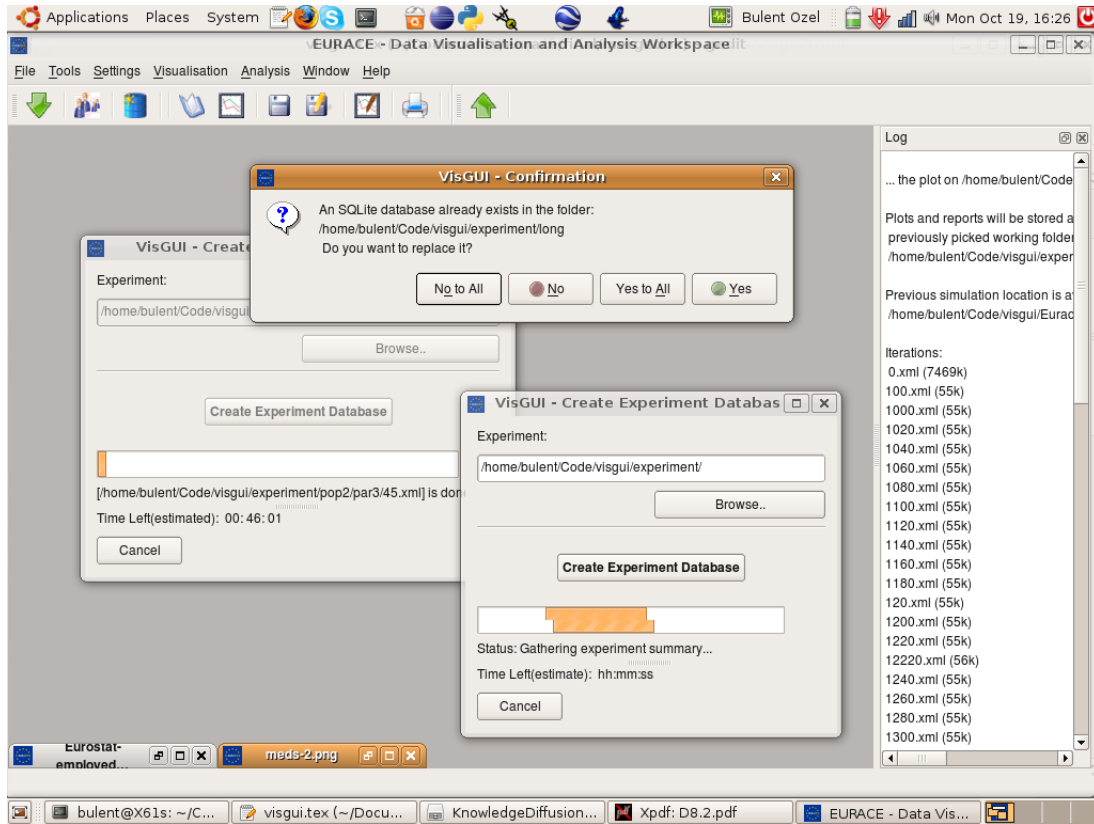 Applications Places System Bulent Ozel Mon Oct 19, 16:26
EURACE - Data Visualisation and Analysis Workspace
File Tools Settings Visualisation Analysis Window Help
Log
... the plot on /home/bulent/Code
Plots and reports will be stored a
previously picked working folder
/home/bulent/Code/visgui/exper
Previous simulation location is a
/home/bulent/Code/visgui/Eurac
Iterations:
0.xml (7469k)
100.xml (55k)
1000.xml (55k)
1020.xml (55k)
1040.xml (55k)
1060.xml (55k)
1080.xml (55k)
1100.xml (55k)
1120.xml (55k)
1140.xml (55k)
1160.xml (55k)
1180.xml (55k)
120.xml (55k)
1200.xml (55k)
1220.xml (55k)
12220.xml (56k)
1240.xml (55k)
1260.xml (55k)
1280.xml (55k)
1300.xml (55k)
VisGUI - Confirmation
An SQLite database already exists in the folder:
/home/bulent/Code/visgui/experiment/long
Do you want to replace it?
No to All No Yes to All Yes
VisGUI - Create
Experiment:
/home/bulent/Code/visgui
Browse..
Create Experiment Database
[/home/bulent/Code/visgui/experiment/pop2/par3/45.xml] is don
Time Left(estimated): 00:46:01
Cancel
VisGUI - Create Experiment Databas
Experiment:
/home/bulent/Code/visgui/experiment/
Browse..
Create Experiment Database
Status: Gathering experiment summary...
Time Left(estimate): hh:mm:ss
Cancel
Eurostat-
employed...
meds-2.png
bulent@X61s: ~/C... visgui.tex (~/Docu... KnowledgeDiffusion... Xpdf: D8.2.pdf EURACE - Data Vis...